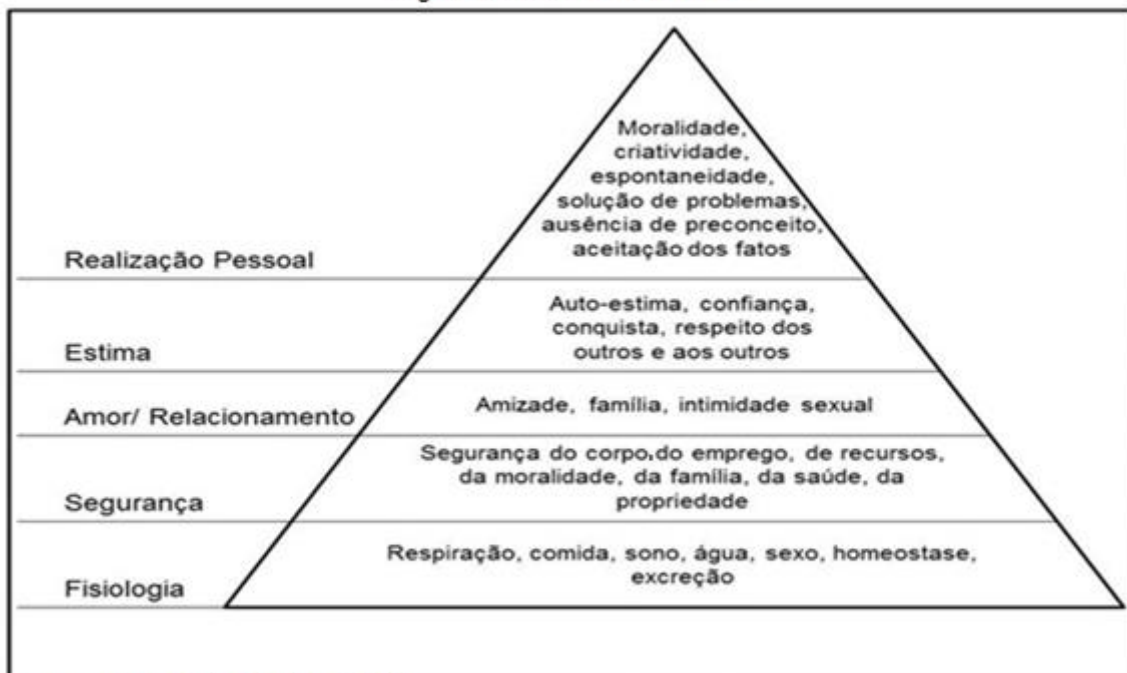 Moralidade,
criatividade,
espontaneidade,
solução de problemas,
ausência de preconceito,
aceitação dos fatos
Realização Pessoal
Auto-estima, confiança,
conquista, respeito dos
outros e aos outros
Estima
Amizade, família, intimidade sexual
Amor/ Relacionamento
Segurança do corpo.do emprego, de recursos,
da moralidade, da família, da saúde, da
propriedade
Segurança
Respiração, comida, sono, água, sexo, homeostase,
excreção
Fisiologia